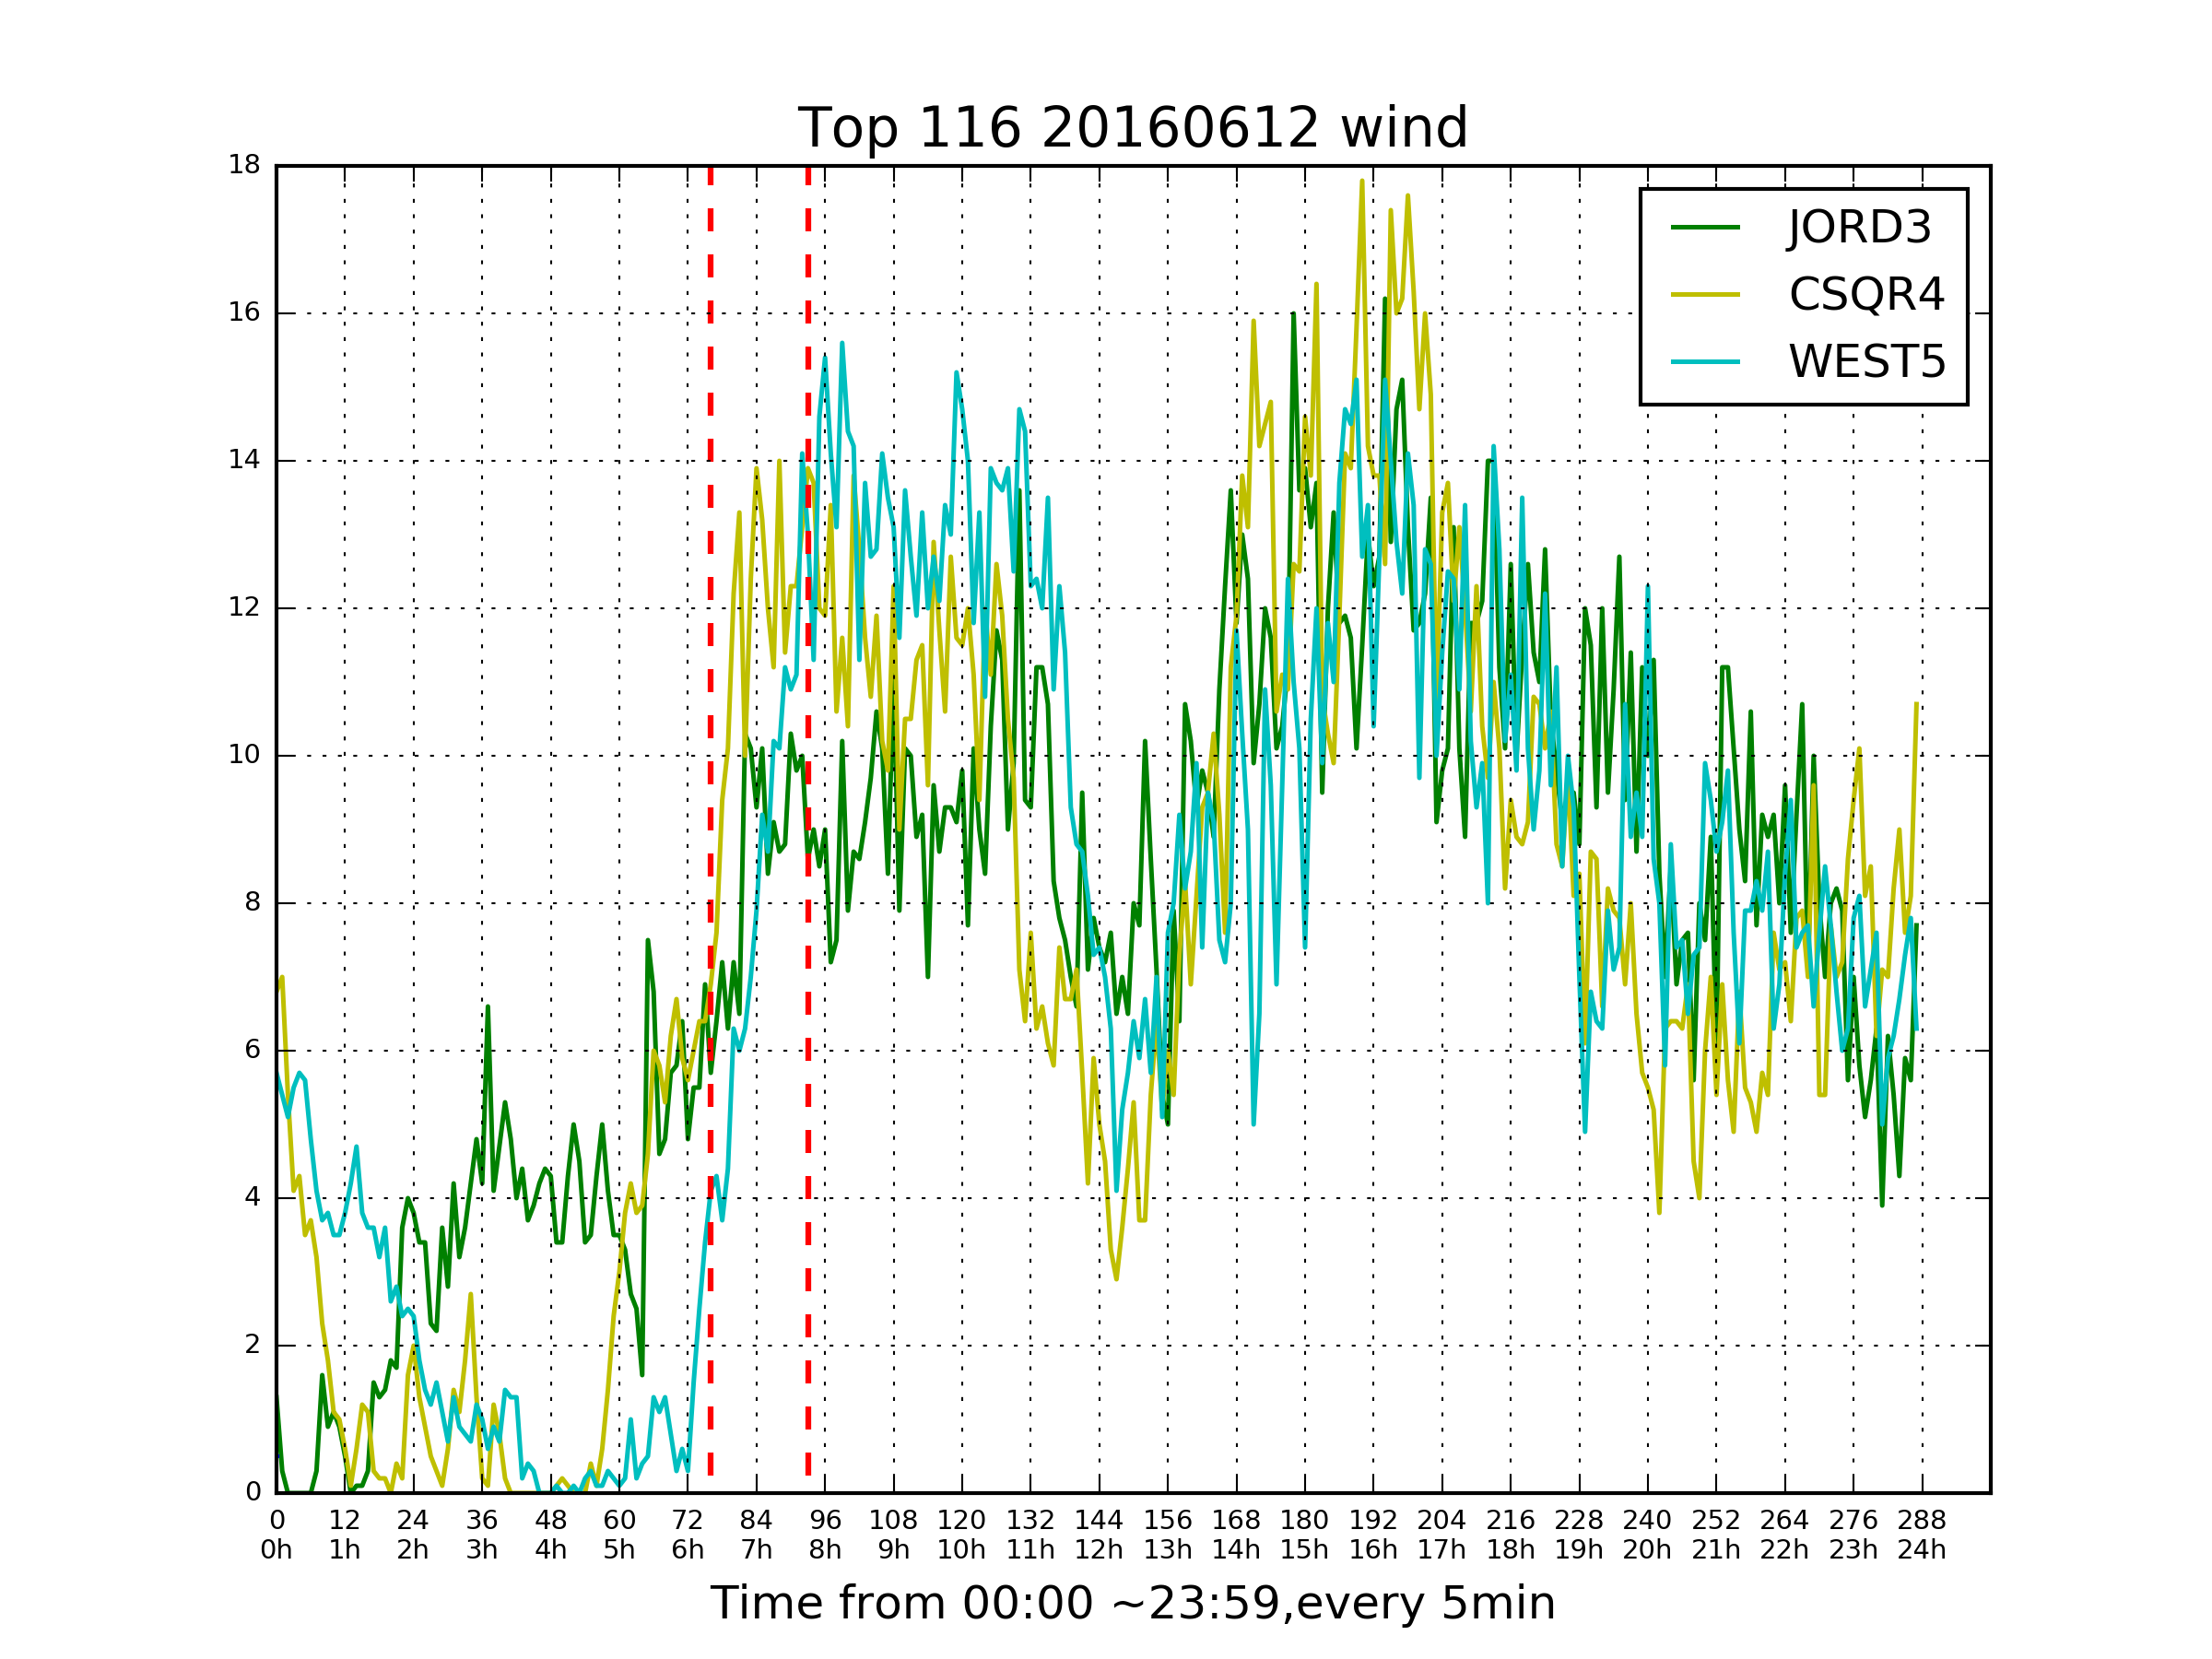 Top 116 20160612 wind
18
16
14
12
10
8
6
4
2
0
JORD3
CSQR4
WEST5
0 12 24 36 48 60 72 84 96 108 120 132 144 156 168 180 192 204 216 228 240 252 264 276 288
0h 1h 2h 3h 4h 5h 6h 7h 8h 9h 10h 11h 12h 13h 14h 15h 16h 17h 18h 19h 20h 21h 22h 23h 24h
Time from 00:00 ~23:59,every 5min